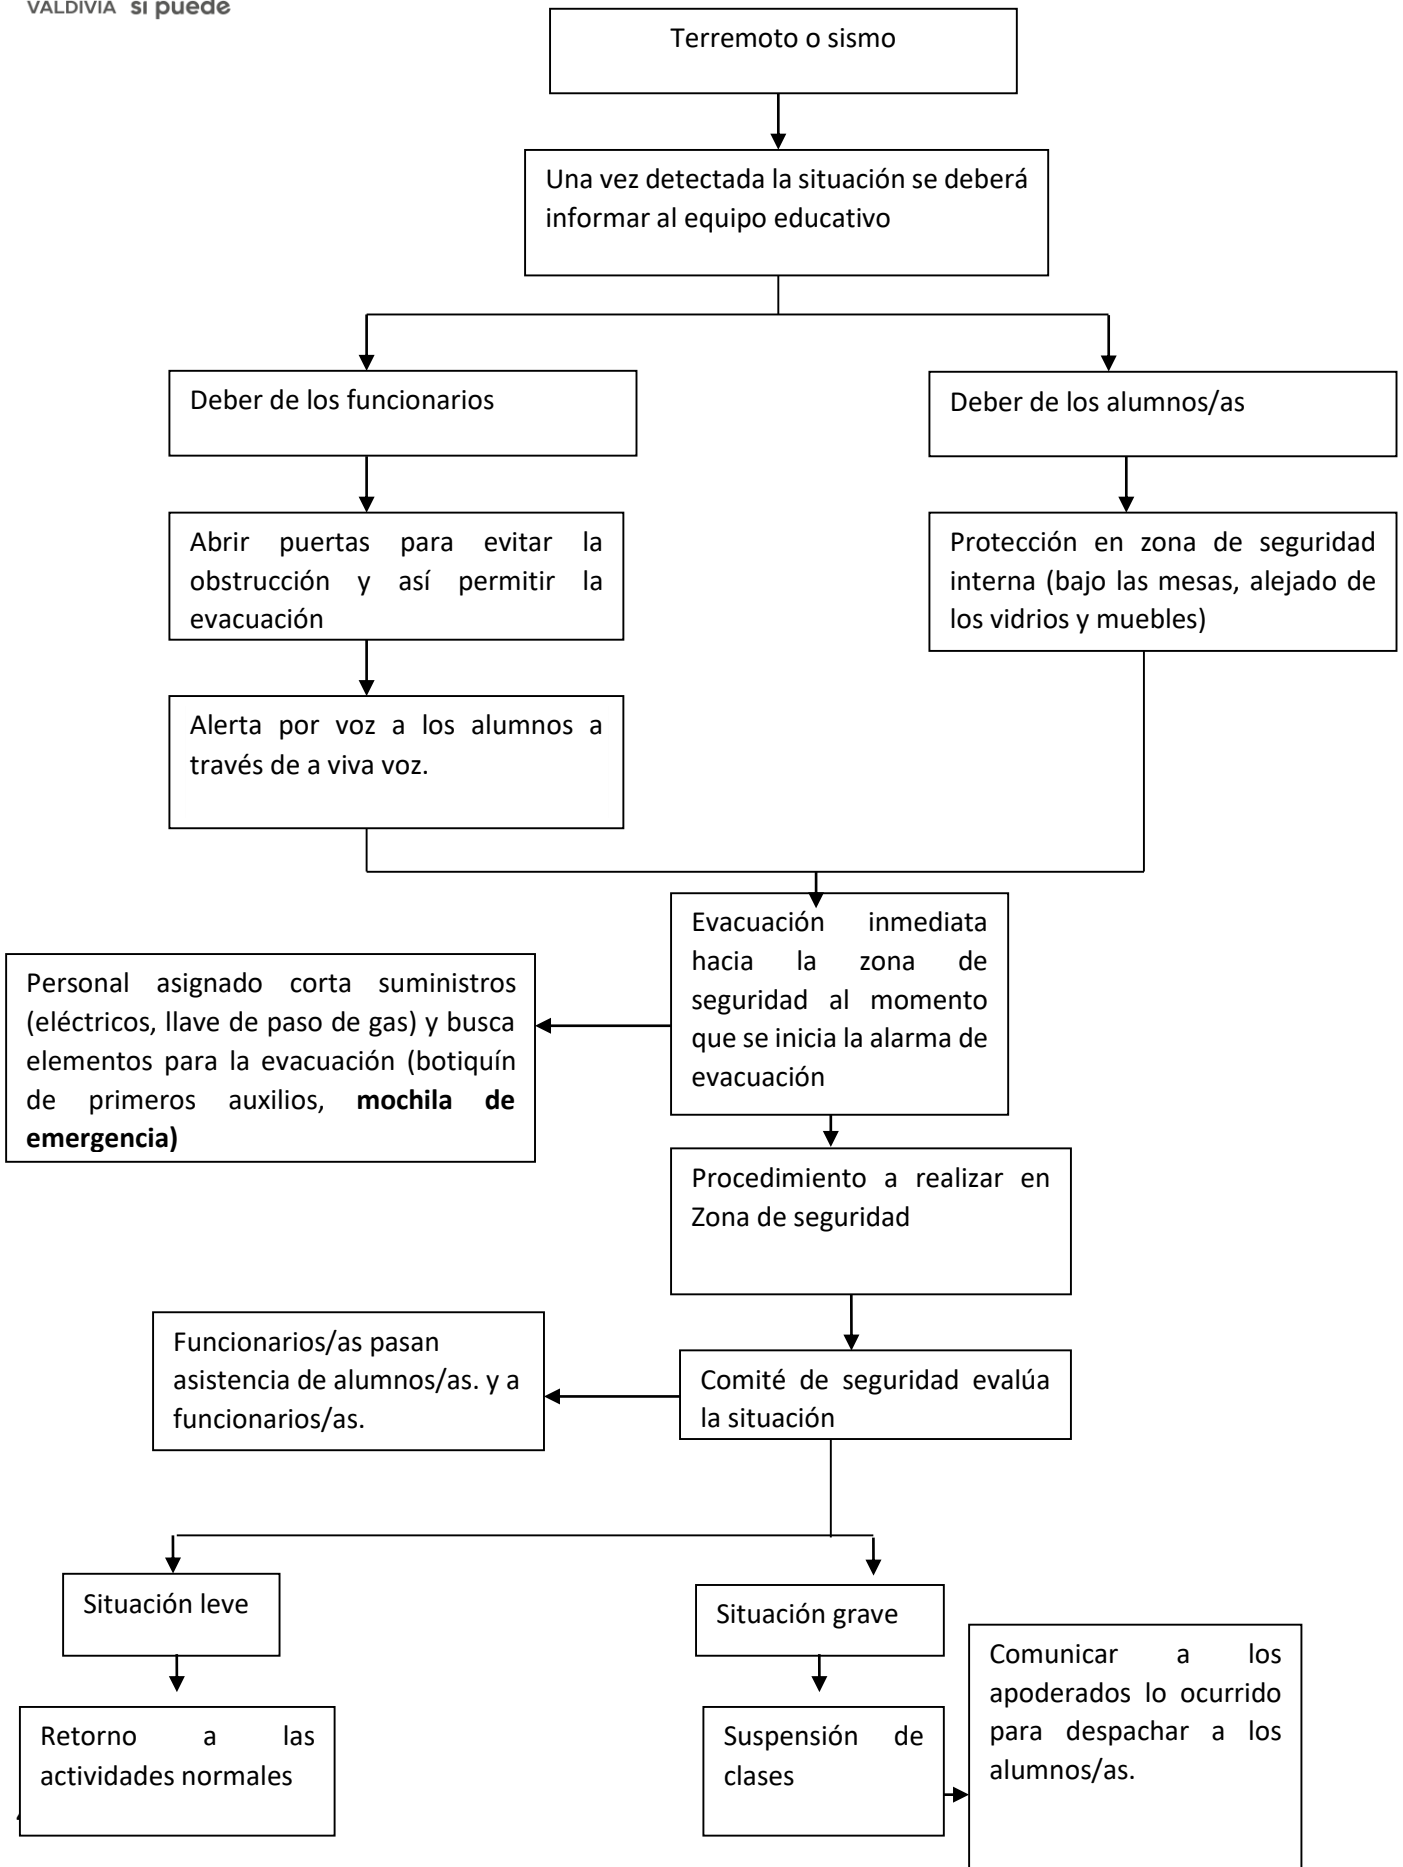 VALDIVIA sí puede
Terremoto o sismo
Una vez detectada la situación se deberá
informar al equipo educativo
Deber de los funcionarios
Deber de los alumnos/as
Abrir puertas para evitar la
obstrucción y así permitir la
evacuación
Protección en zona de seguridad
interna (bajo las mesas, alejado de
los vidrios y muebles)
Alerta por voz a los alumnos a
través de a viva voz.
Evacuación inmediata
hacia la zona de
seguridad al momento
que se inicia la alarma de
evacuación
Personal asignado corta suministros
(eléctricos, llave de paso de gas) y busca
elementos para la evacuación (botiquín
de primeros auxilios, mochila de
emergencia)
Procedimiento a realizar en
Zona de seguridad
Funcionarios/as pasan
asistencia de alumnos/as. y a
funcionarios/as.
Comité de seguridad evalúa
la situación
Situación leve
Situación grave
Retorno a las
actividades normales
Suspensión de
clases
Comunicar a los
apoderados lo ocurrido
para despachar a los
alumnos/as.